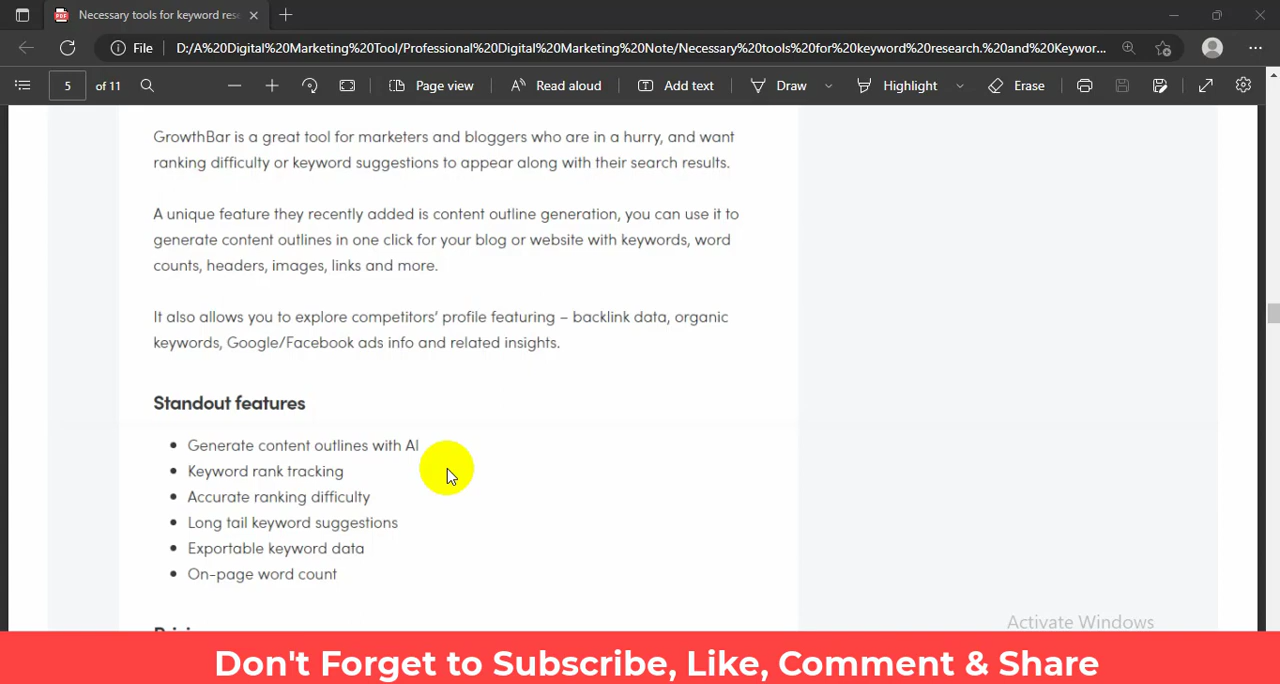 Necessary tools for keyword rese
File
D:/A%20Digital%20Marketing%20Tool/Professional%20Digital%20Marketing%20Note/Necessary%20tools%20for%20keyword%20research.%20and%20Keywor...
5 of 11
Page view
Read aloud
Add text
Draw
Highlight
Erase
GrowthBar is a great tool for marketers and bloggers who are in a hurry, and want
ranking difficulty or keyword suggestions to appear along with their search results.
A unique feature they recently added is content outline generation, you can use it to
generate content outlines in one click for your blog or website with keywords, word
counts, headers, images, links and more.
It also allows you to explore competitors' profile featuring – backlink data, organic
keywords, Google/Facebook ads info and related insights.
Standout features
• Generate content outlines with AI
• Keyword rank tracking
• Accurate ranking difficulty
• Long tail keyword suggestions
• Exportable keyword data
• On-page word count
Activate Windows
Don't Forget to Subscribe, Like, Comment & Share